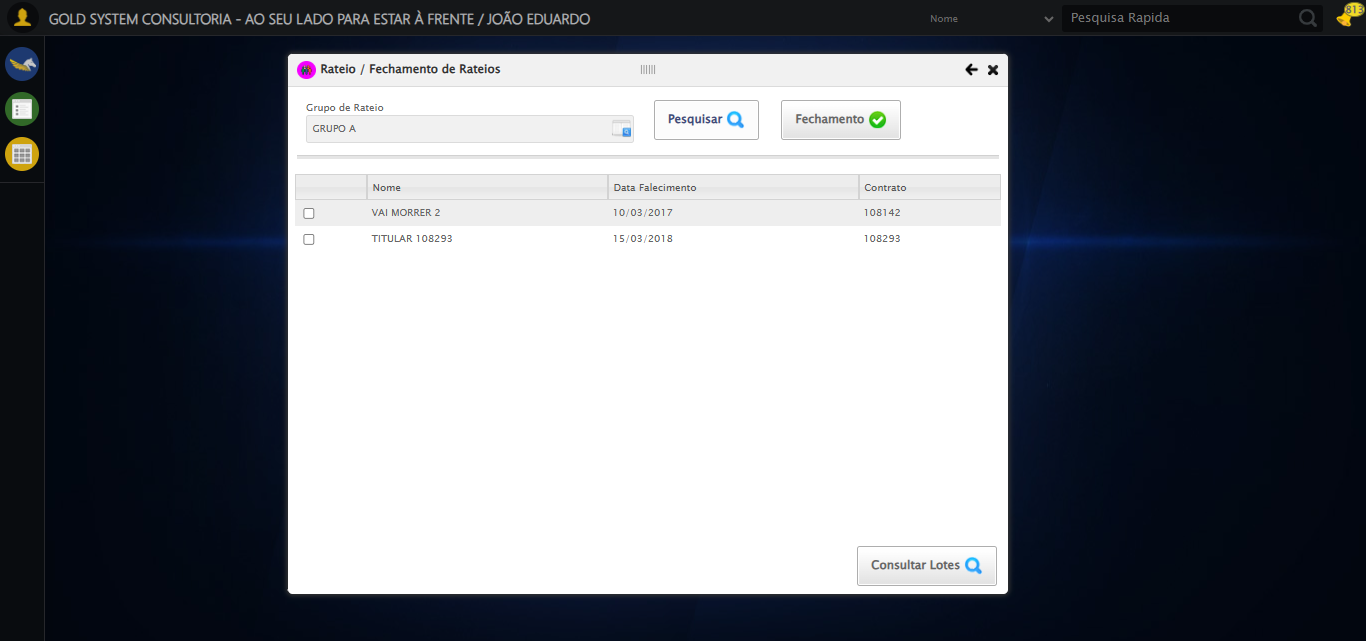 GOLD SYSTEM CONSULTORIA - AO SEU LADO PARA ESTAR À FRENTE / JOÃO EDUARDO
Nome
Pesquisa Rapida
813
Rateio / Fechamento de Rateios
Grupo de Rateio
GRUPO A
Pesquisar
Fechamento
Nome Data Falecimento Contrato
VAI MORRER 2 10/03/2017 108142
TITULAR 108293 15/03/2018 108293
Consultar Lotes